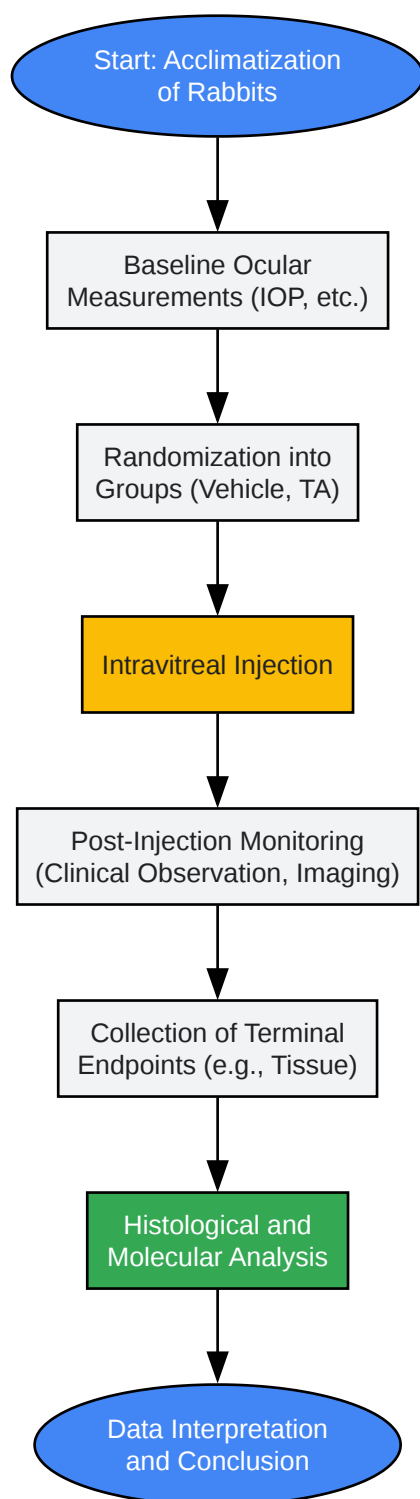 Start: Acclimatization
of Rabbits
Baseline Ocular
Measurements (IOP, etc.)
Randomization into
Groups (Vehicle, TA)
Intravitreal Injection
Post-Injection Monitoring
(Clinical Observation, Imaging)
Collection of Terminal
Endpoints (e.g., Tissue)
Histological and
Molecular Analysis
Data Interpretation
and Conclusion